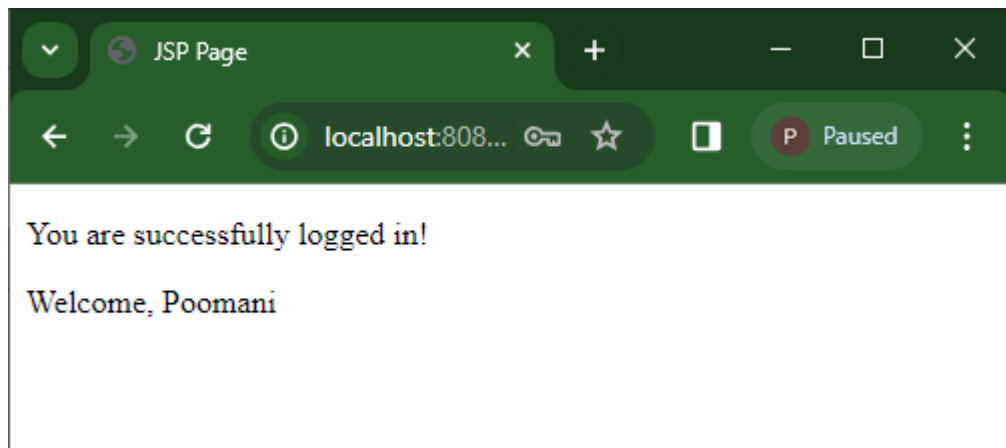 JSP Page
localhost:808...
P Paused
You are successfully logged in!
Welcome, Poomani